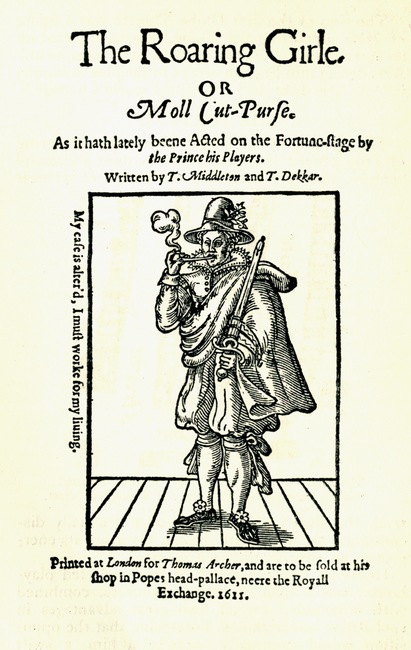 The Roaring Girle.
OR
Moll Cut-Purſe.
As it hath lately beene Acted on the Fortune-ſtage by
the Prince his Players.
Written by T. Middleton and T. Dekkar.
My caſe is alter'd, I muſt worke for my liuing.
Printed at London for Thomas Archer, and are to be ſold at his
ſhop in Popes head-pallace, neere the Royall
Exchange. 1611.